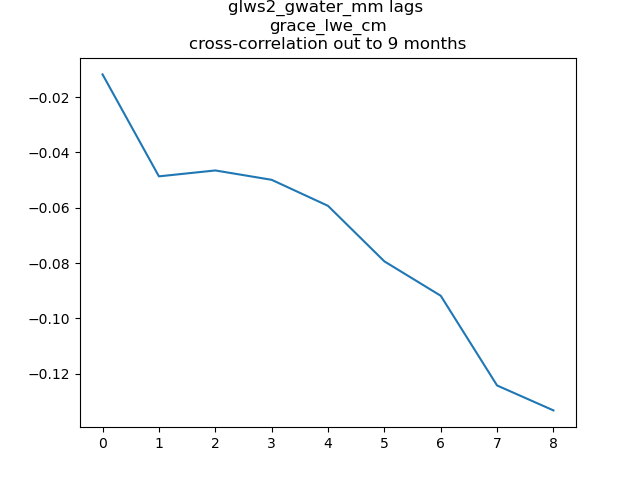 glws2_gwater_mm lags
grace_lwe_cm
cross-correlation out to 9 months
−0.02
−0.04
−0.06
−0.08
−0.10
−0.12
0 1 2 3 4 5 6 7 8